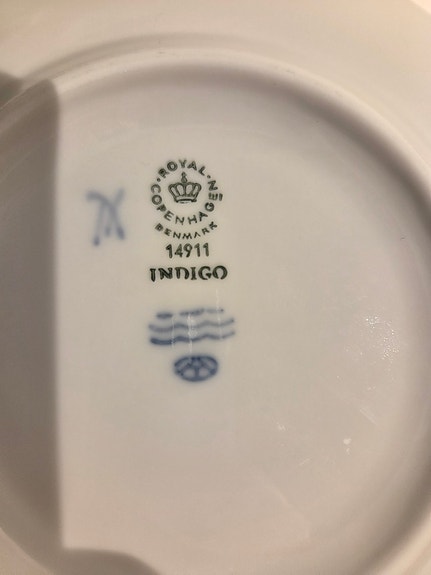 ROYAL
COPENHAGEN
DENMARK
14911
INDIGO